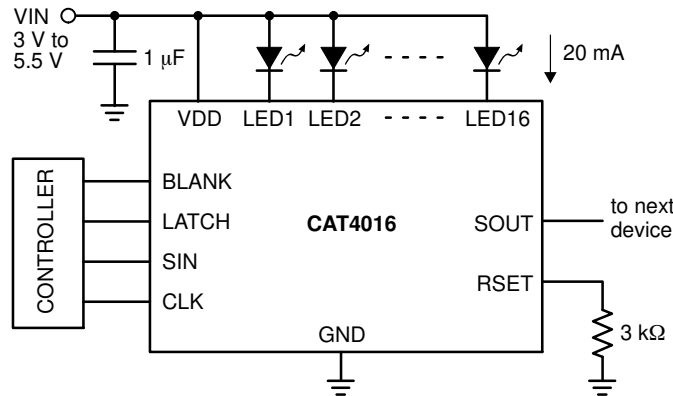 VIN
3 V to
5.5 V
1 μF
20 mA
VDD LED1 LED2 - - - - LED16
CONTROLLER
BLANK
LATCH
SIN
CLK
CAT4016
SOUT
RSET
GND
to next
device
3 kΩ